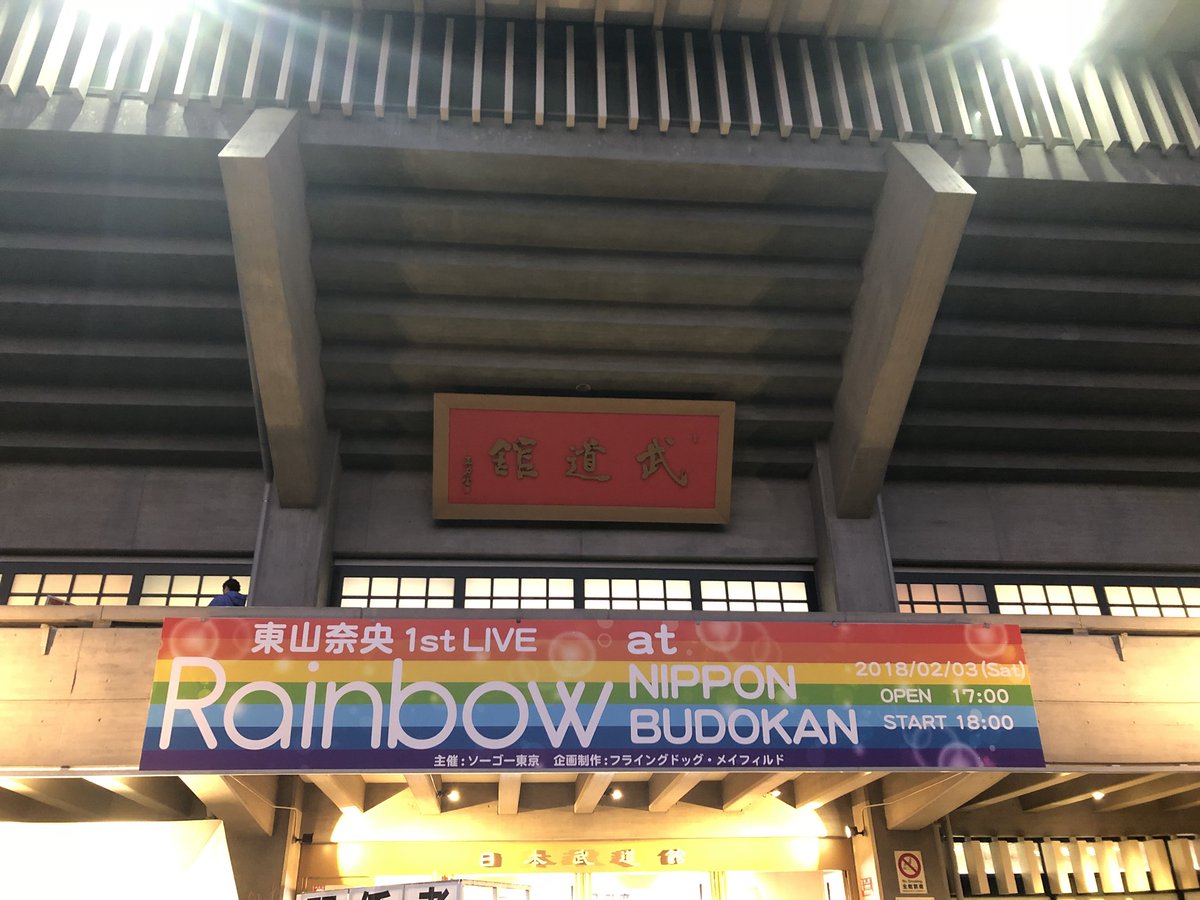 武道館
東山奈央 1st LIVE
Rainbow
at
NIPPON
BUDOKAN
2018/02/03(Sat)
OPEN 17:00
START 18:00
主催:ソーゴー東京 企画制作:フライングドッグ・メイフィルド
日本武道館
No Smoking